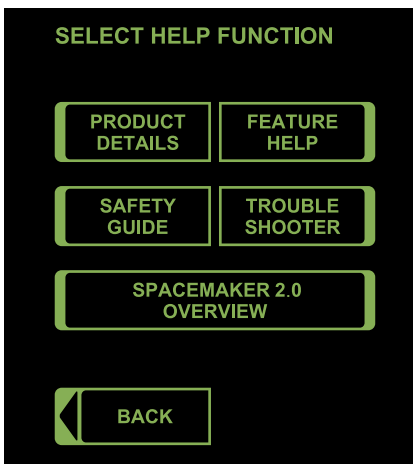 SELECT HELP FUNCTION
PRODUCT
DETAILS
FEATURE
HELP
SAFETY
GUIDE
TROUBLE
SHOOTER
SPACEMAKER 2.0
OVERVIEW
BACK